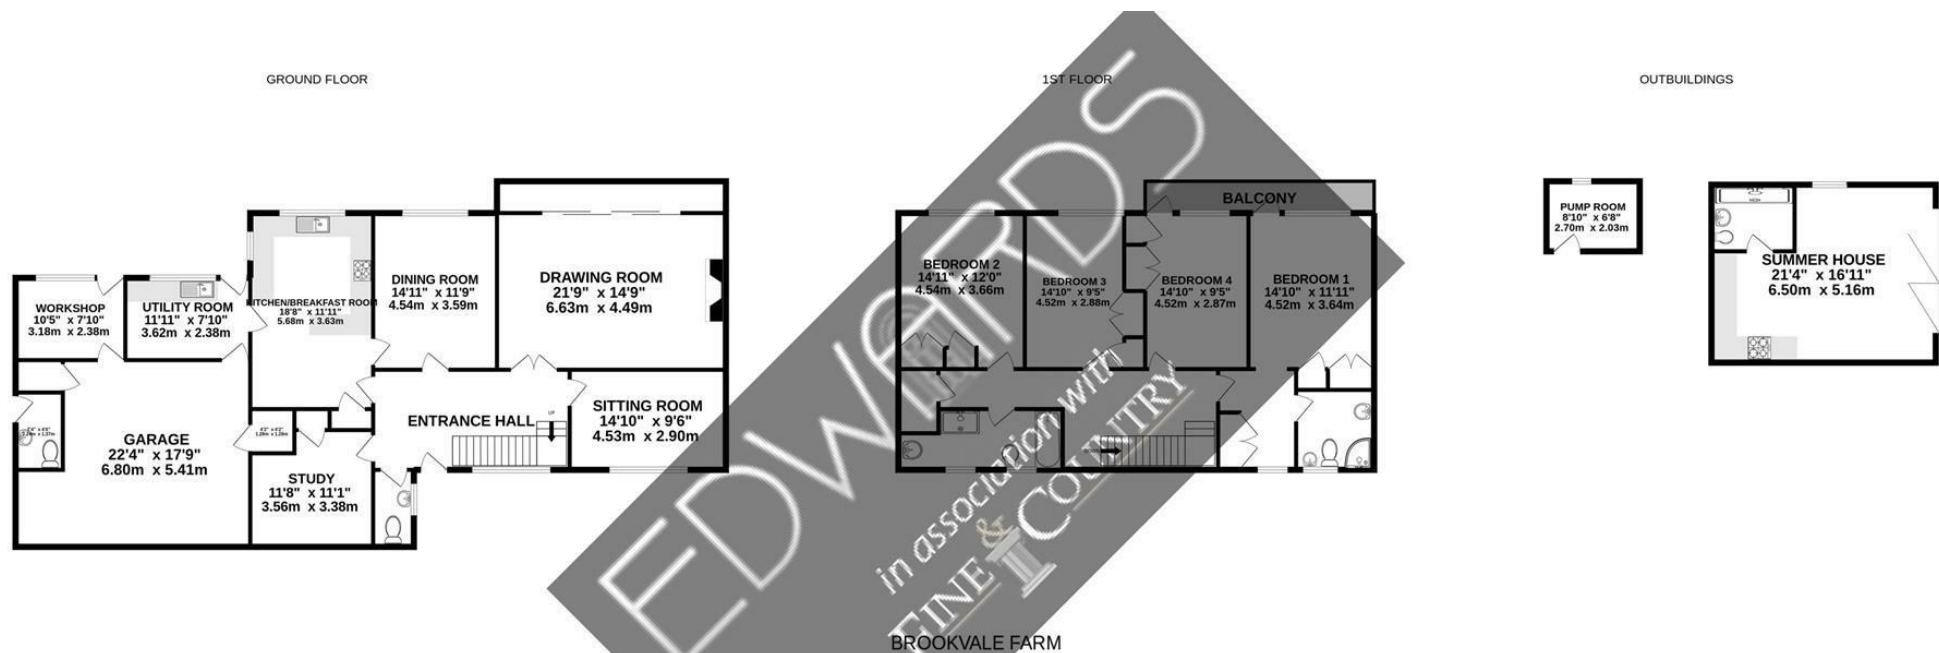 GROUND FLOOR
1ST FLOOR
OUTBUILDINGS
WORKSHOP
10'5" x 7'10"
3.18m x 2.38m
UTILITY ROOM
11'11" x 7'10"
3.62m x 2.38m
KITCHEN/BREAKFAST ROOM
18'8" x 11'11"
5.68m x 3.63m
DINING ROOM
14'11" x 11'9"
4.54m x 3.59m
DRAWING ROOM
21'9" x 14'9"
6.63m x 4.49m
GARAGE
22'4" x 17'9"
6.80m x 5.41m
STUDY
11'8" x 11'1"
3.56m x 3.38m
ENTRANCE HALL
UP
SITTING ROOM
14'10" x 9'6"
4.53m x 2.90m
BALCONY
BEDROOM 2
14'11" x 12'0"
4.54m x 3.66m
BEDROOM 3
14'10" x 9'5"
4.52m x 2.88m
BEDROOM 4
14'10" x 9'5"
4.52m x 2.87m
BEDROOM 1
14'10" x 11'11"
4.52m x 3.64m
PUMP ROOM
8'10" x 6'8"
2.70m x 2.03m
SUMMER HOUSE
21'4" x 16'11"
6.50m x 5.16m
EDWARDS
in association with
FINE & COUNTRY
BROOKVALE FARM